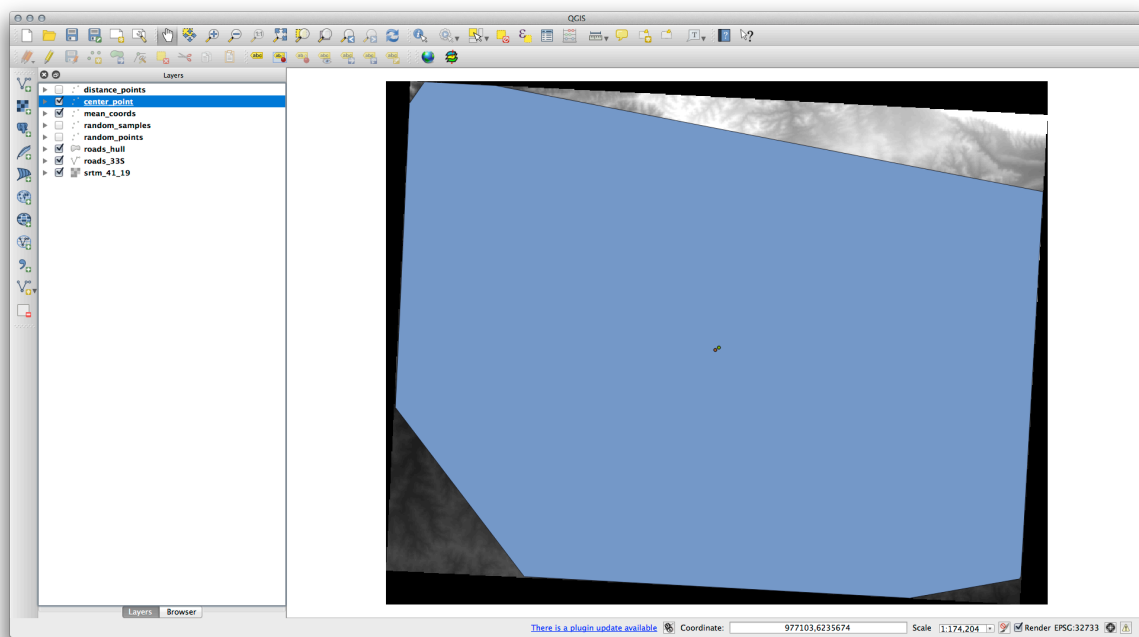 QGIS
Layers
distance_points
center_point
mean_coords
random_samples
random_points
roads_hull
roads_33S
srtm_41_19
Layers Browser
There is a plugin update available Coordinate: 977103,6235674 Scale 1:174,204 Render EPSG:32733